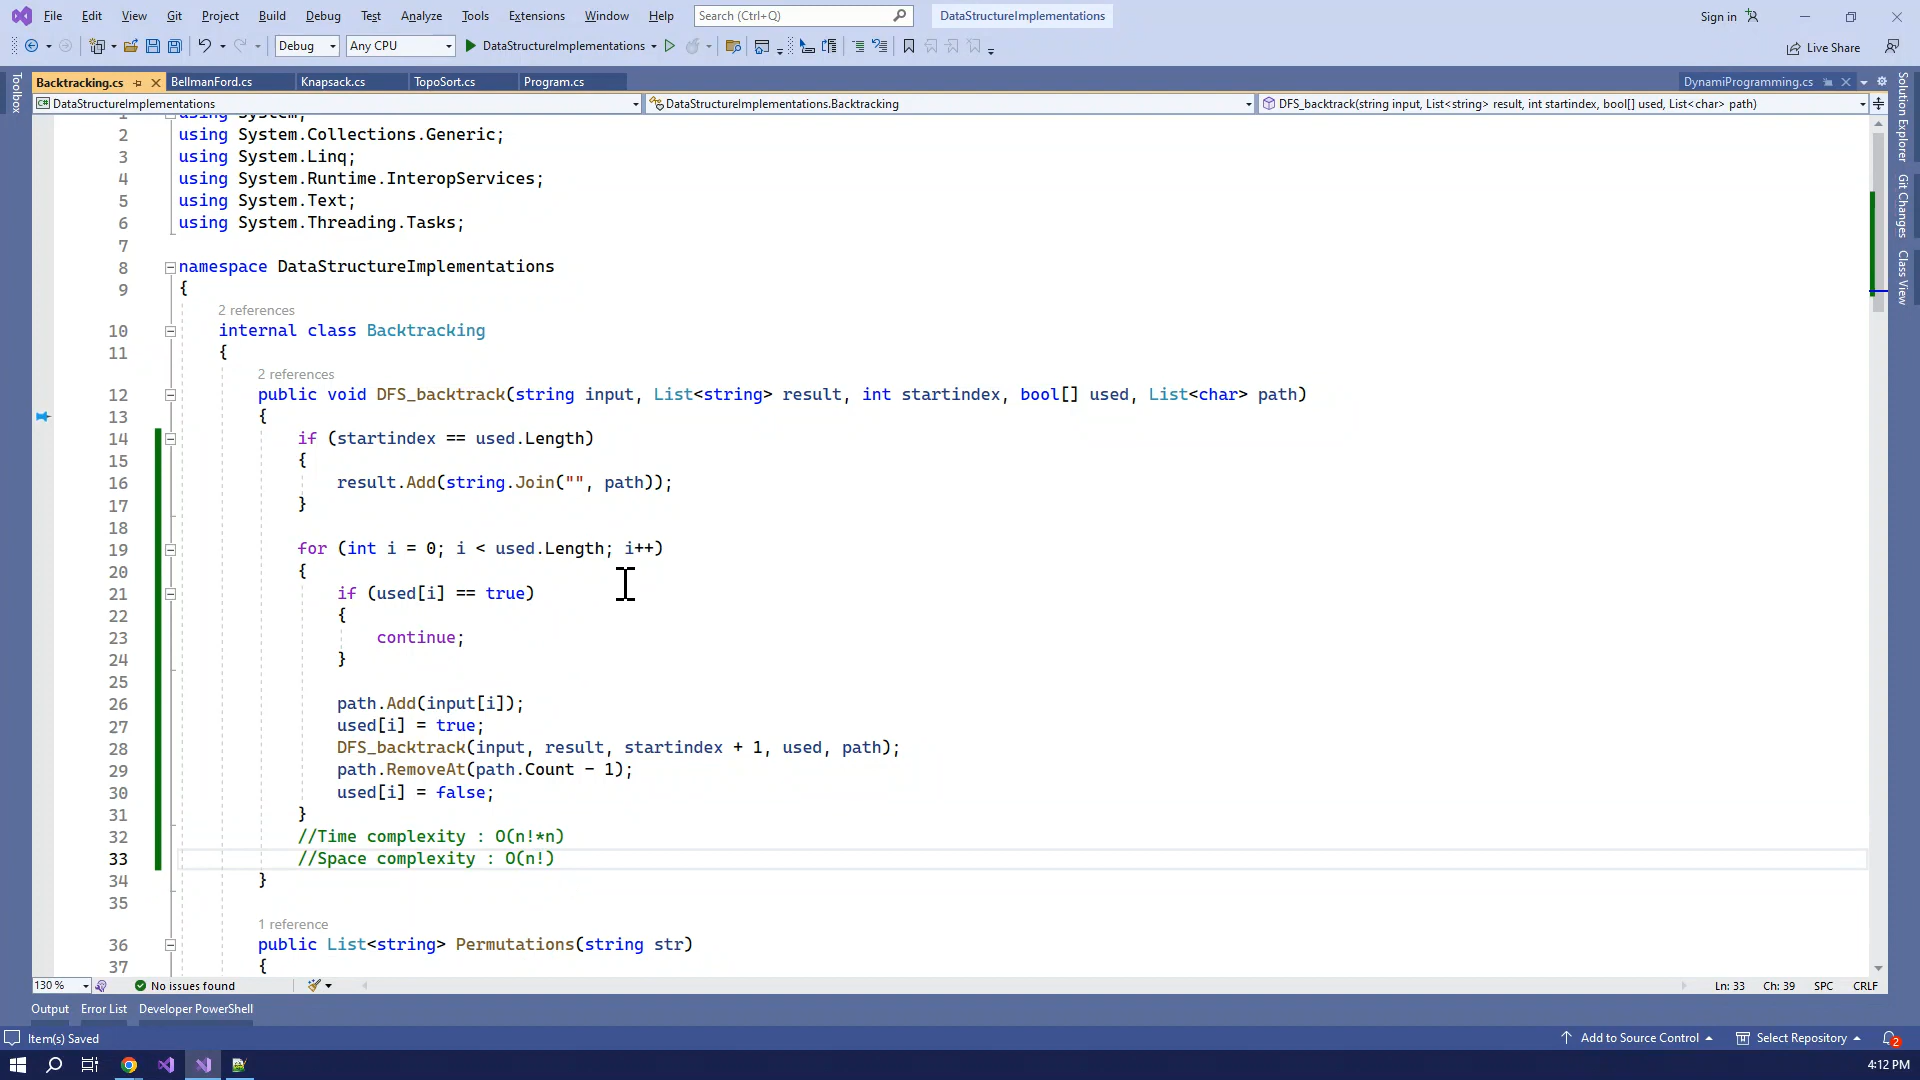 File Edit View Git Project Build Debug Test Analyze Tools Extensions Window Help Search (Ctrl+Q) DataStructureImplementations Sign in
Debug Any CPU DataStructureImplementations Live Share
Toolbox
Backtracking.cs BellmanFord.cs Knapsack.cs TopoSort.cs Program.cs DynamiProgramming.cs
DataStructureImplementations DataStructureImplementations.Backtracking DFS_backtrack(string input, List<string> result, int startindex, bool[] used, List<char> path)
Solution Explorer
Git Changes
Class View
1 using System;
2 using System.Collections.Generic;
3 using System.Linq;
4 using System.Runtime.InteropServices;
5 using System.Text;
6 using System.Threading.Tasks;
7
8 namespace DataStructureImplementations
9 {
2 references
10 internal class Backtracking
11 {
2 references
12 public void DFS_backtrack(string input, List<string> result, int startindex, bool[] used, List<char> path)
13 {
14 if (startindex == used.Length)
15 {
16 result.Add(string.Join("", path));
17 }
18
19 for (int i = 0; i < used.Length; i++)
20 {
21 if (used[i] == true)
22 {
23 continue;
24 }
25
26 path.Add(input[i]);
27 used[i] = true;
28 DFS_backtrack(input, result, startindex + 1, used, path);
29 path.RemoveAt(path.Count - 1);
30 used[i] = false;
31 }
32 //Time complexity : O(n!*n)
33 //Space complexity : O(n!)
34 }
35
1 reference
36 public List<string> Permutations(string str)
37 {
130 % No issues found Ln: 33 Ch: 39 SPC CRLF
Output Error List Developer PowerShell
Item(s) Saved Add to Source Control Select Repository 2
4:12 PM